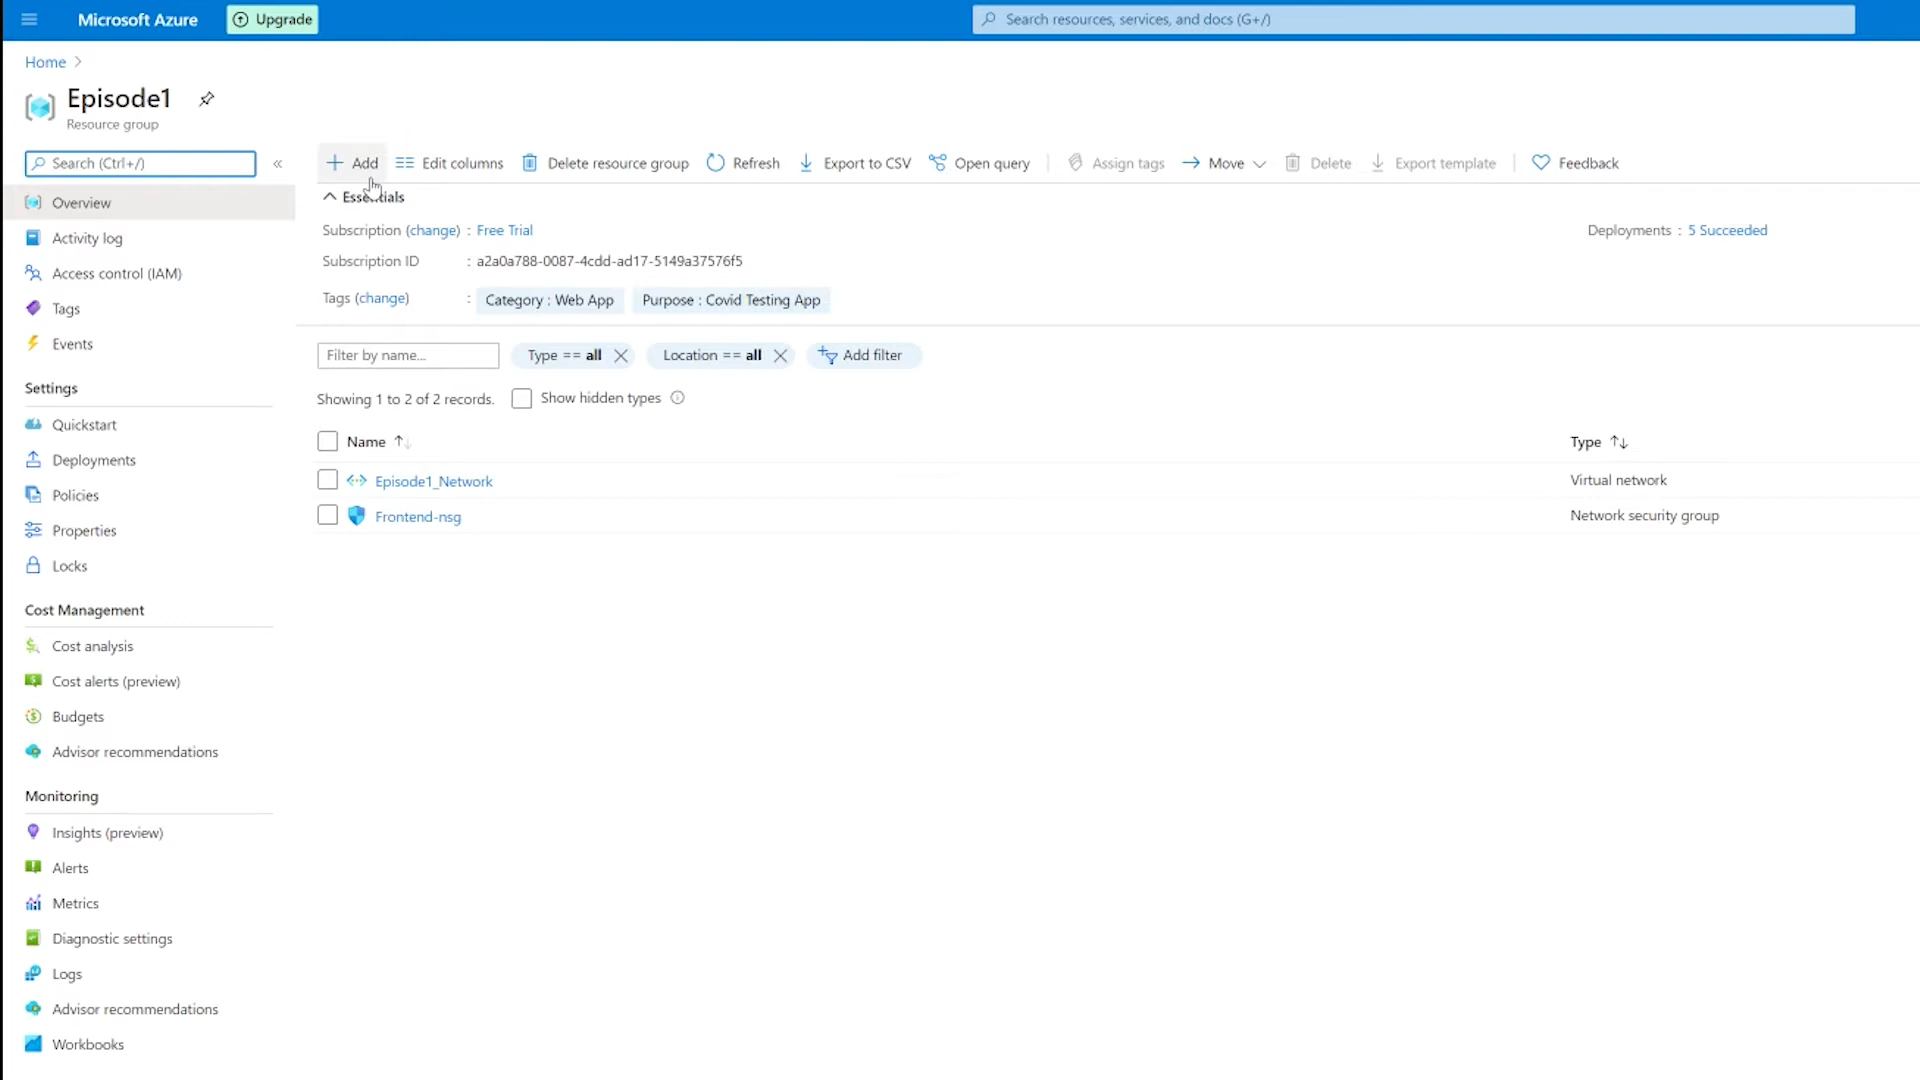 Microsoft Azure
Upgrade
Search resources, services, and docs (G+/)
Home
Episode1
Resource group
Search (Ctrl+/)
Add
Edit columns
Delete resource group
Refresh
Export to CSV
Open query
Assign tags
Move
Delete
Export template
Feedback
Overview
Activity log
Access control (IAM)
Tags
Events
Settings
Quickstart
Deployments
Policies
Properties
Locks
Cost Management
Cost analysis
Cost alerts (preview)
Budgets
Advisor recommendations
Monitoring
Insights (preview)
Alerts
Metrics
Diagnostic settings
Logs
Advisor recommendations
Workbooks
Essentials
Subscription (change) : Free Trial
Deployments : 5 Succeeded
Subscription ID : a2a0a788-0087-4cdd-ad17-5149a37576f5
Tags (change) : Category : Web App Purpose : Covid Testing App
Filter by name...
Type == all
Location == all
Add filter
Showing 1 to 2 of 2 records.
Show hidden types
Name
Type
Episode1_Network
Virtual network
Frontend-nsg
Network security group